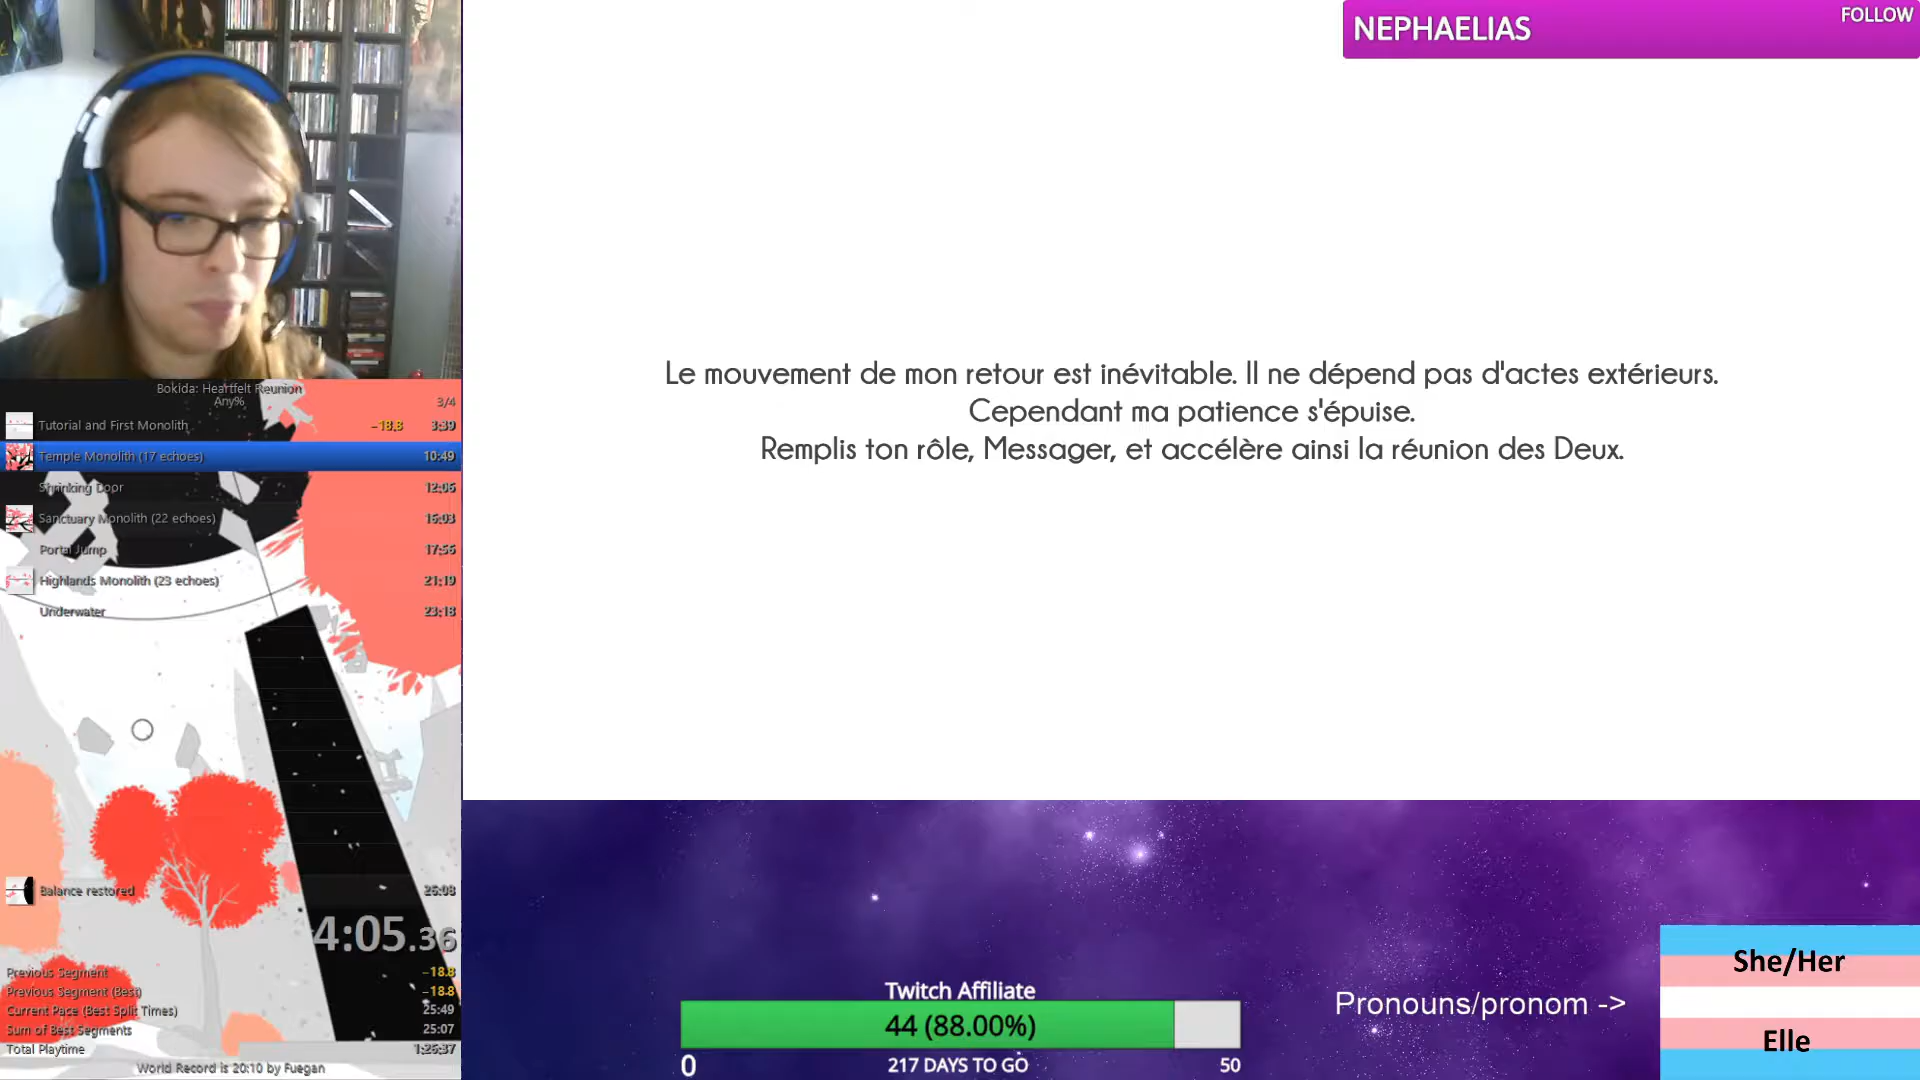 NEPHAELIAS
FOLLOW
Le mouvement de mon retour est inévitable. Il ne dépend pas d'actes extérieurs.
Cependant ma patience s'épuise.
Remplis ton rôle, Messager, et accélère ainsi la réunion des Deux.
Bokida: Heartfelt Reunion
Any% 3/4
Tutorial and First Monolith -18.8 3:39
Temple Monolith (17 echoes) 10:49
Shrinking Door 12:06
Sanctuary Monolith (22 echoes) 16:03
Portal Jump 17:56
Highlands Monolith (23 echoes) 21:19
Underwater 23:18
Balance restored 26:08
4:05.36
Previous Segment -18.8
Previous Segment (Best) -18.8
Current Pace (Best Split Times) 25:49
Sum of Best Segments 25:07
Total Playtime 1:26:37
World Record is 20:10 by Fuegan
Twitch Affiliate
44 (88.00%)
0 217 DAYS TO GO 50
Pronouns/pronom ->
She/Her
Elle